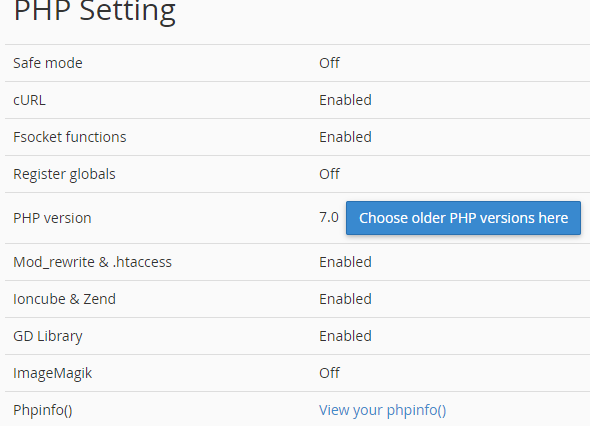 PHP Setting
Safe mode Off
cURL Enabled
Fsocket functions Enabled
Register globals Off
PHP version 7.0 Choose older PHP versions here
Mod_rewrite & .htaccess Enabled
Ioncube & Zend Enabled
GD Library Enabled
ImageMagik Off
Phpinfo() View your phpinfo()